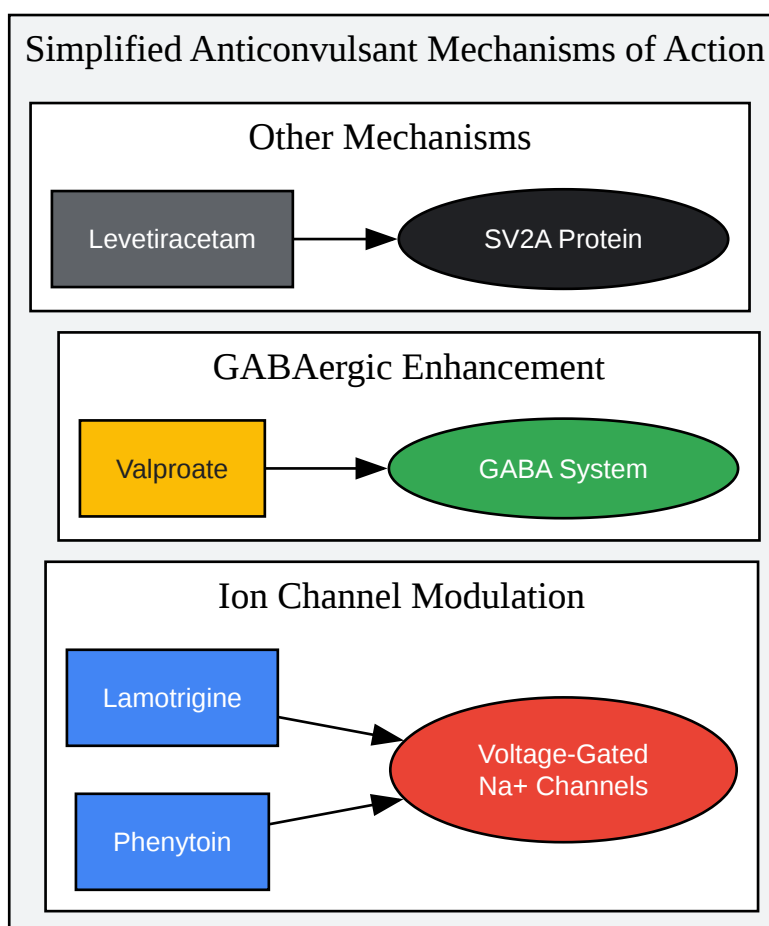 Simplified Anticonvulsant Mechanisms of Action
Other Mechanisms
Levetiracetam
SV2A Protein
GABAergic Enhancement
Valproate
GABA System
Ion Channel Modulation
Lamotrigine
Voltage-Gated
Na+ Channels
Phenytoin